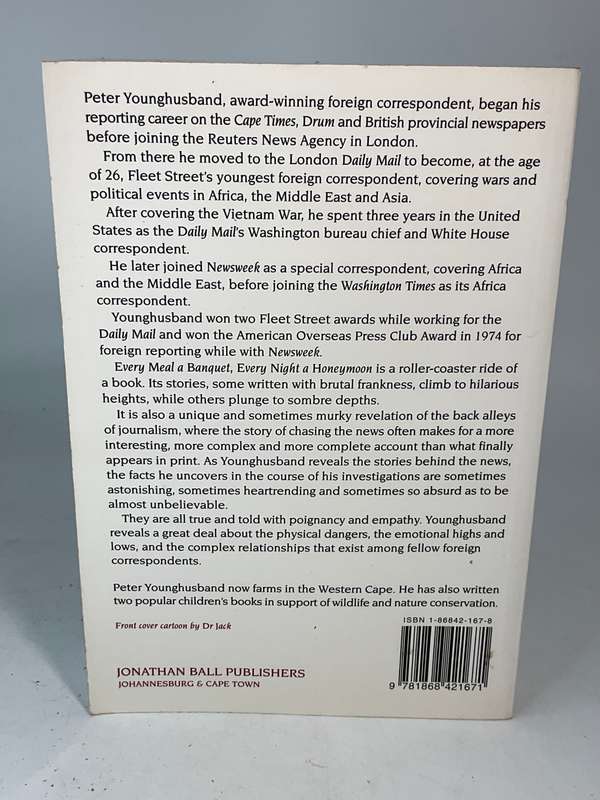 Peter Younghusband, award-winning foreign correspondent, began his
reporting career on the Cape Times, Drum and British provincial newspapers
before joining the Reuters News Agency in London.
From there he moved to the London Daily Mail to become, at the age
of 26, Fleet Street's youngest foreign correspondent, covering wars and
political events in Africa, the Middle East and Asia.
After covering the Vietnam War, he spent three years in the United
States as the Daily Mail's Washington bureau chief and White House
correspondent.
He later joined Newsweek as a special correspondent, covering Africa
and the Middle East, before joining the Washington Times as its Africa
correspondent.
Younghusband won two Fleet Street awards while working for the
Daily Mail and won the American Overseas Press Club Award in 1974 for
foreign reporting while with Newsweek.
Every Meal a Banquet, Every Night a Honeymoon is a roller-coaster ride of
a book. Its stories, some written with brutal frankness, climb to hilarious
heights, while others plunge to sombre depths.
It is also a unique and sometimes murky revelation of the back alleys
of journalism, where the story of chasing the news often makes for a more
interesting, more complex and more complete account than what finally
appears in print. As Younghusband reveals the stories behind the news,
the facts he uncovers in the course of his investigations are sometimes
astonishing, sometimes heartrending and sometimes so absurd as to be
almost unbelievable.
They are all true and told with poignancy and empathy. Younghusband
reveals a great deal about the physical dangers, the emotional highs and
lows, and the complex relationships that exist among fellow foreign
correspondents.
Peter Younghusband now farms in the Western Cape. He has also written
two popular children's books in support of wildlife and nature conservation.
Front cover cartoon by Dr Jack
ISBN 1-86842-167-8
JONATHAN BALL PUBLISHERS
JOHANNESBURG & CAPE TOWN
9 781868 421671